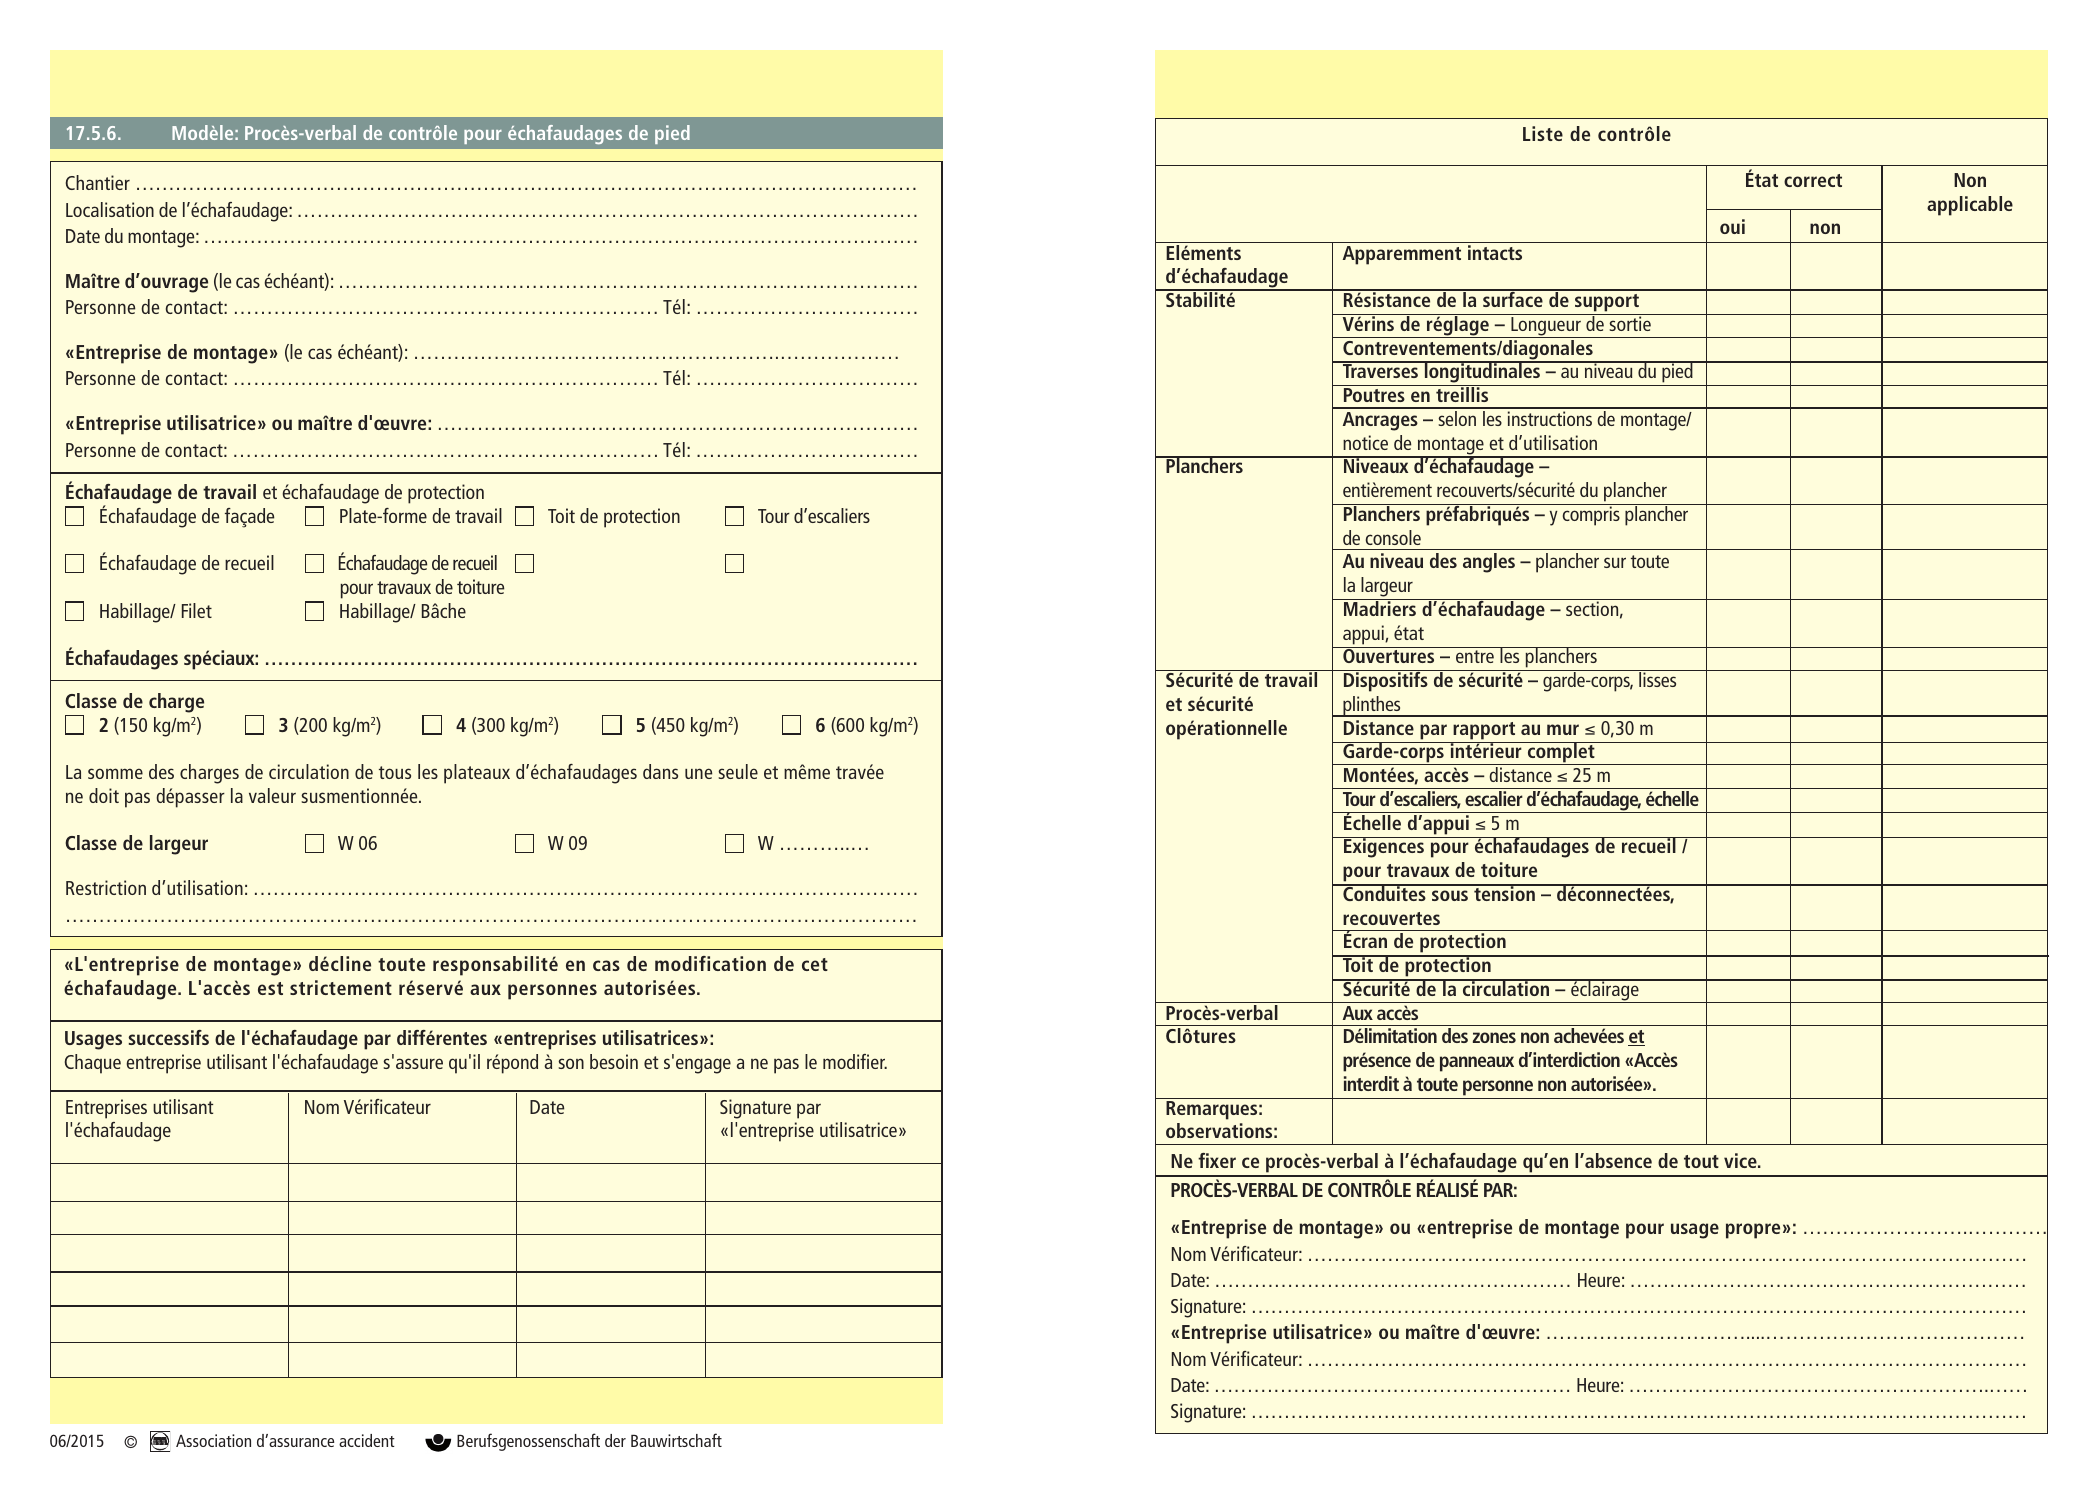 17.5.6. Modèle: Procès-verbal de contrôle pour échafaudages de pied
Chantier ……………………………………………………………………………………………………
Localisation de l’échafaudage: ………………………………………………………………………………
Date du montage: ……………………………………………………………………………………………
Maître d’ouvrage (le cas échéant): …………………………………………………………………………
Personne de contact: ……………………………………………………… Tél: ……………………………
«Entreprise de montage» (le cas échéant): ……………………………………………….………………
Personne de contact: ……………………………………………………… Tél: ……………………………
«Entreprise utilisatrice» ou maître d'œuvre: ………………………………………………………………
Personne de contact: ……………………………………………………… Tél: ……………………………
Échafaudage de travail et échafaudage de protection
Échafaudage de façade Plate-forme de travail Toit de protection Tour d’escaliers
Échafaudage de recueil Échafaudage de recueil
pour travaux de toiture
Habillage/ Filet Habillage/ Bâche
Échafaudages spéciaux: ……………………………………………………………………………………
Classe de charge
2 (150 kg/m²) 3 (200 kg/m²) 4 (300 kg/m²) 5 (450 kg/m²) 6 (600 kg/m²)
La somme des charges de circulation de tous les plateaux d’échafaudages dans une seule et même travée
ne doit pas dépasser la valeur susmentionnée.
Classe de largeur W 06 W 09 W ………..…
Restriction d’utilisation: ………………………………………………………………………………………
………………………………………………………………………………………………………………
«L'entreprise de montage» décline toute responsabilité en cas de modification de cet
échafaudage. L'accès est strictement réservé aux personnes autorisées.
Usages successifs de l'échafaudage par différentes «entreprises utilisatrices»:
Chaque entreprise utilisant l'échafaudage s'assure qu'il répond à son besoin et s'engage a ne pas le modifier.
Entreprises utilisant Nom Vérificateur Date Signature par
l'échafaudage «l'entreprise utilisatrice»
06/2015 © Association d’assurance accident Berufsgenossenschaft der Bauwirtschaft
Liste de contrôle
État correct Non
applicable
oui non
Eléments Apparemment intacts
d’échafaudage
Stabilité Résistance de la surface de support
Vérins de réglage – Longueur de sortie
Contreventements/diagonales
Traverses longitudinales – au niveau du pied
Poutres en treillis
Ancrages – selon les instructions de montage/
notice de montage et d’utilisation
Planchers Niveaux d’échafaudage –
entièrement recouverts/sécurité du plancher
Planchers préfabriqués – y compris plancher
de console
Au niveau des angles – plancher sur toute
la largeur
Madriers d’échafaudage – section,
appui, état
Ouvertures – entre les planchers
Sécurité de travail Dispositifs de sécurité – garde-corps, lisses
et sécurité plinthes
opérationnelle Distance par rapport au mur ≤ 0,30 m
Garde-corps intérieur complet
Montées, accès – distance ≤ 25 m
Tour d’escaliers, escalier d’échafaudage, échelle
Échelle d’appui ≤ 5 m
Exigences pour échafaudages de recueil /
pour travaux de toiture
Conduites sous tension – déconnectées,
recouvertes
Écran de protection
Toit de protection
Sécurité de la circulation – éclairage
Procès-verbal Aux accès
Clôtures Délimitation des zones non achevées et
présence de panneaux d’interdiction «Accès
interdit à toute personne non autorisée».
Remarques:
observations:
Ne fixer ce procès-verbal à l’échafaudage qu’en l’absence de tout vice.
PROCÈS-VERBAL DE CONTRÔLE RÉALISÉ PAR:
«Entreprise de montage» ou «entreprise de montage pour usage propre»: …………………….…………
Nom Vérificateur: ………………………………………………………………………………………………
Date: ……………………………………………… Heure: ……………………………………………………
Signature: ………………………………………………………………………………………………………
«Entreprise utilisatrice» ou maître d'œuvre: …………………………....…………………………………
Nom Vérificateur: ………………………………………………………………………………………………
Date: ……………………………………………… Heure: ………………………………………………..……
Signature: ………………………………………………………………………………………………………